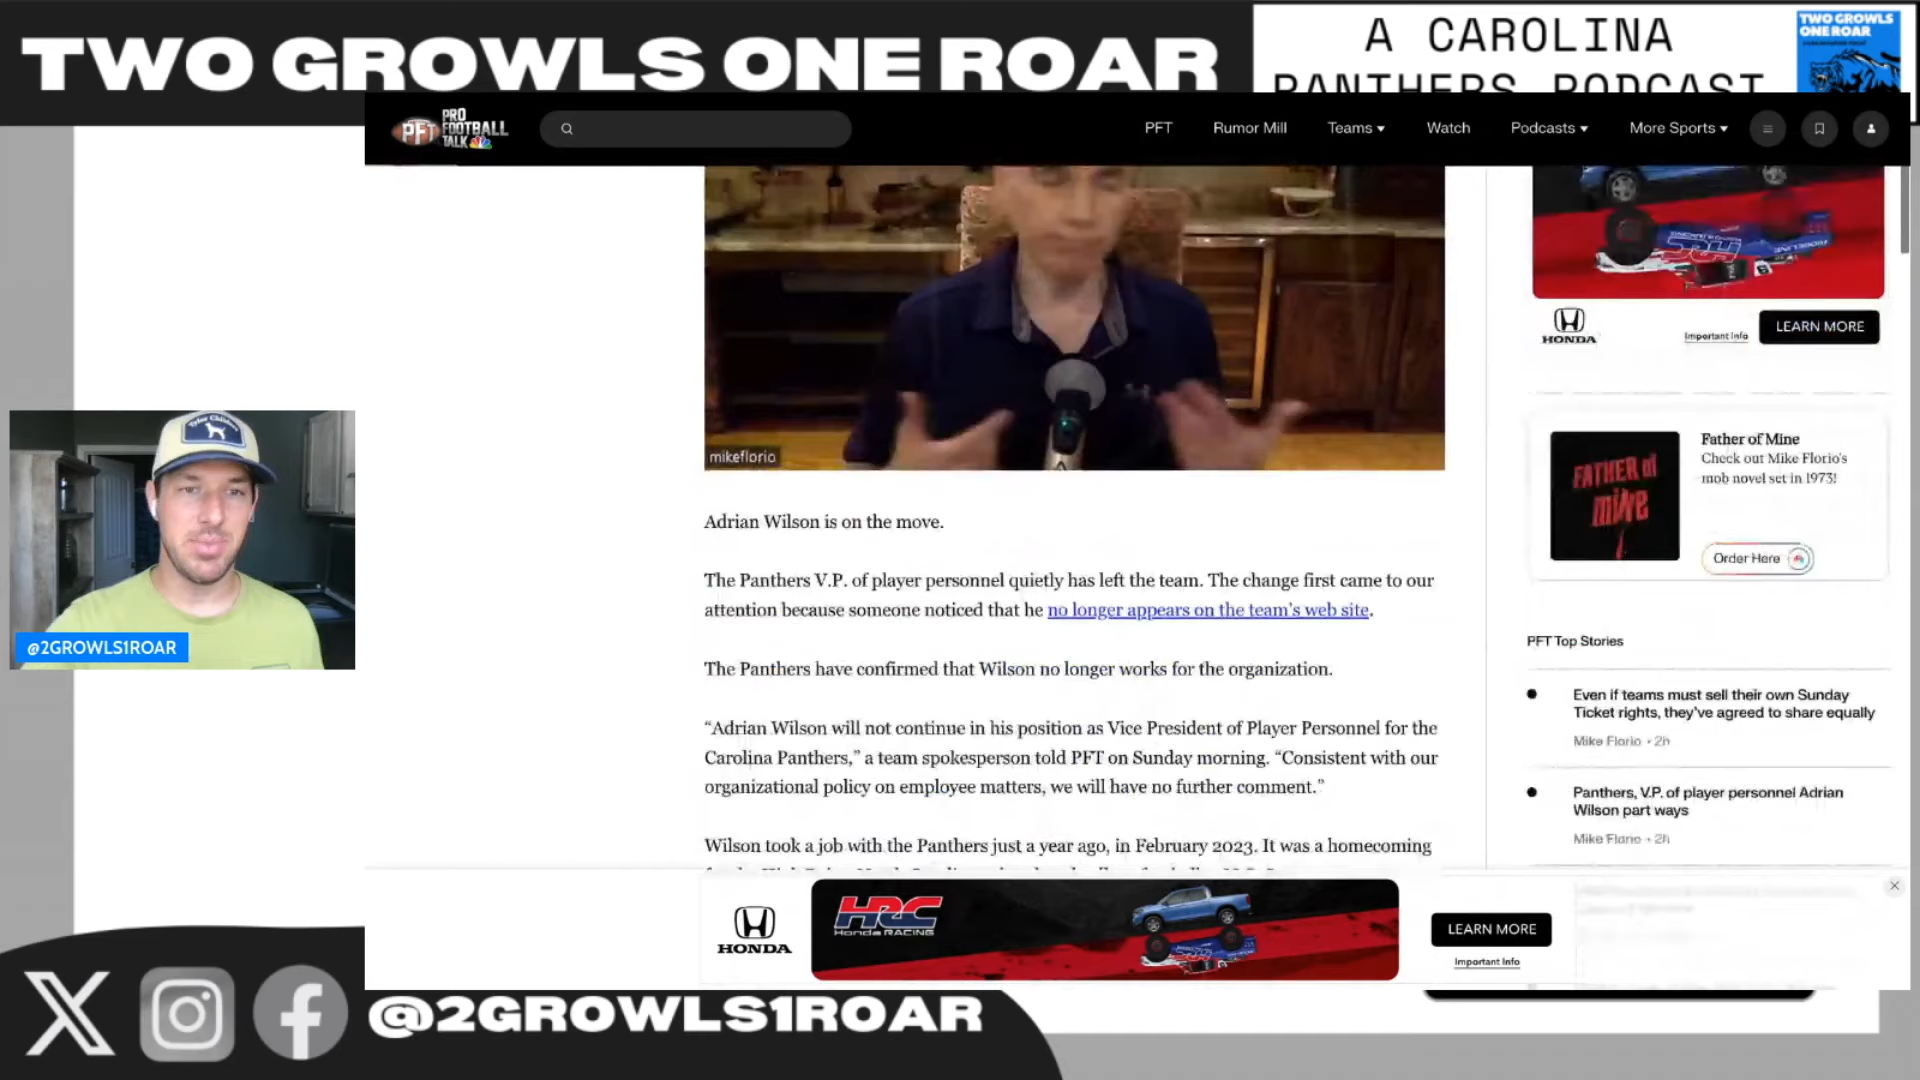 TWO GROWLS ONE ROAR
A CAROLINA
PANTHERS PODCAST
TWO GROWLS
ONE ROAR
PFT
PRO
FOOTBALL
TALK
PFT
Rumor Mill
Teams
Watch
Podcasts
More Sports
mikeflorio
HONDA
Important Info
LEARN MORE
Father of Mine
Check out Mike Florio's
mob novel set in 1973!
FATHER of
mine
Order Here
@2GROWLS1ROAR
Adrian Wilson is on the move.
The Panthers V.P. of player personnel quietly has left the team. The change first came to our
attention because someone noticed that he no longer appears on the team's web site.
The Panthers have confirmed that Wilson no longer works for the organization.
“Adrian Wilson will not continue in his position as Vice President of Player Personnel for the
Carolina Panthers,” a team spokesperson told PFT on Sunday morning. “Consistent with our
organizational policy on employee matters, we will have no further comment.”
Wilson took a job with the Panthers just a year ago, in February 2023. It was a homecoming
PFT Top Stories
Even if teams must sell their own Sunday
Ticket rights, they've agreed to share equally
Mike Florio • 2h
Panthers, V.P. of player personnel Adrian
Wilson part ways
Mike Florio • 2h
HONDA
HRC
Honda RACING
LEARN MORE
Important Info
@2GROWLS1ROAR